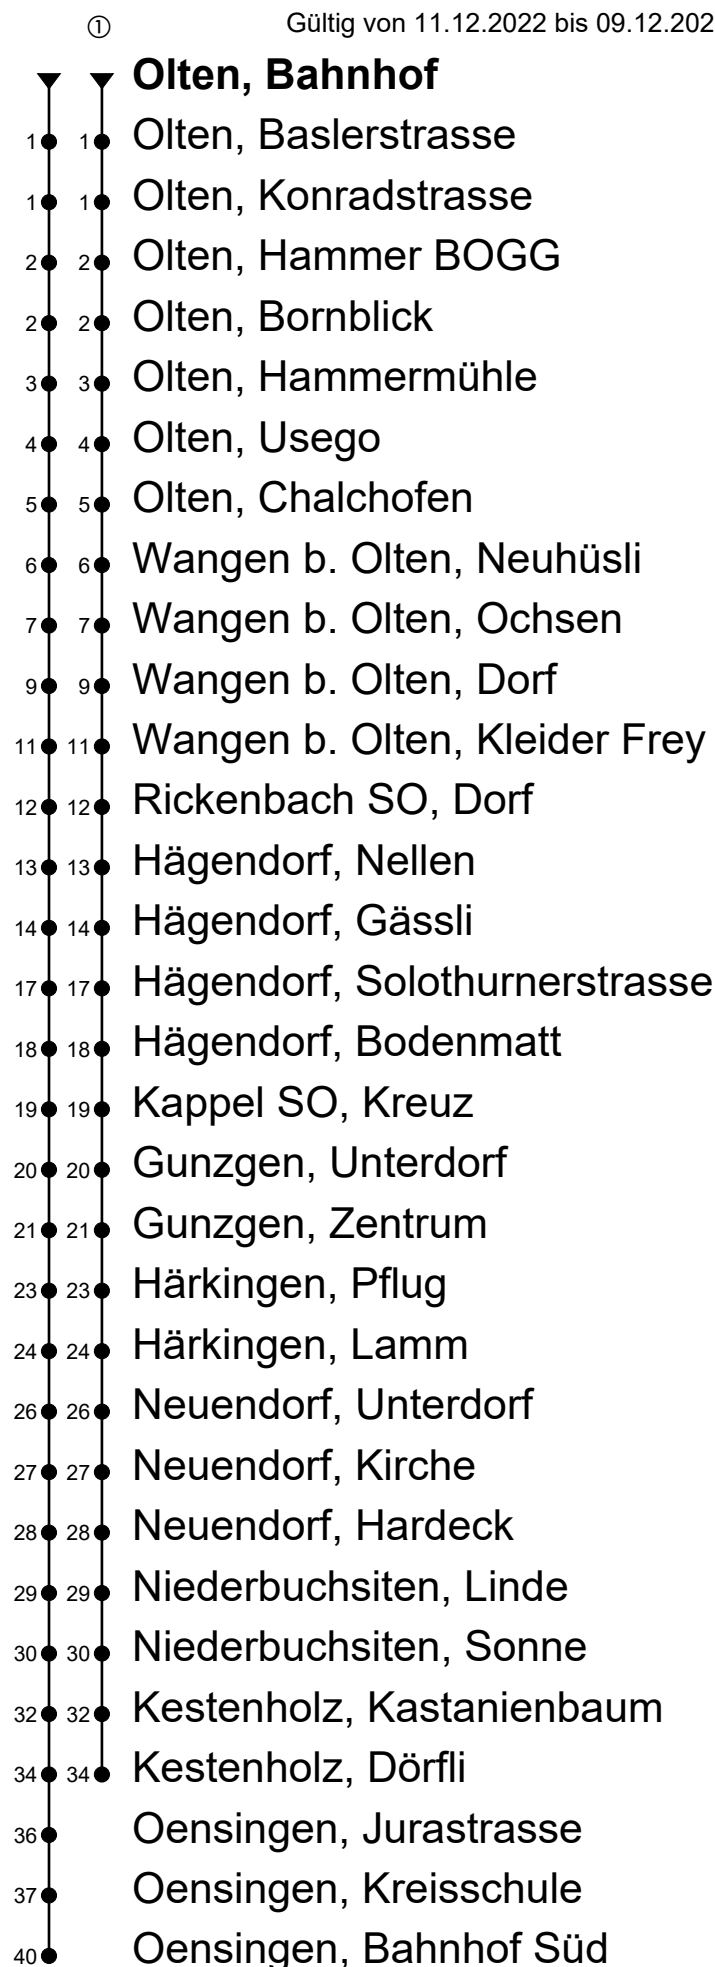 ① Gültig von 11.12.2022 bis 09.12.202
Olten, Bahnhof
1 1 Olten, Baslerstrasse
1 1 Olten, Konradstrasse
2 2 Olten, Hammer BOGG
2 2 Olten, Bornblick
3 3 Olten, Hammermühle
4 4 Olten, Usego
5 5 Olten, Chalchofen
6 6 Wangen b. Olten, Neuhüsli
7 7 Wangen b. Olten, Ochsen
9 9 Wangen b. Olten, Dorf
11 11 Wangen b. Olten, Kleider Frey
12 12 Rickenbach SO, Dorf
13 13 Hägendorf, Nellen
14 14 Hägendorf, Gässli
17 17 Hägendorf, Solothurnerstrasse
18 18 Hägendorf, Bodenmatt
19 19 Kappel SO, Kreuz
20 20 Gunzgen, Unterdorf
21 21 Gunzgen, Zentrum
23 23 Härkingen, Pflug
24 24 Härkingen, Lamm
26 26 Neuendorf, Unterdorf
27 27 Neuendorf, Kirche
28 28 Neuendorf, Hardeck
29 29 Niederbuchsiten, Linde
30 30 Niederbuchsiten, Sonne
32 32 Kestenholz, Kastanienbaum
34 34 Kestenholz, Dörfli
36 Oensingen, Jurastrasse
37 Oensingen, Kreisschule
40 Oensingen, Bahnhof Süd